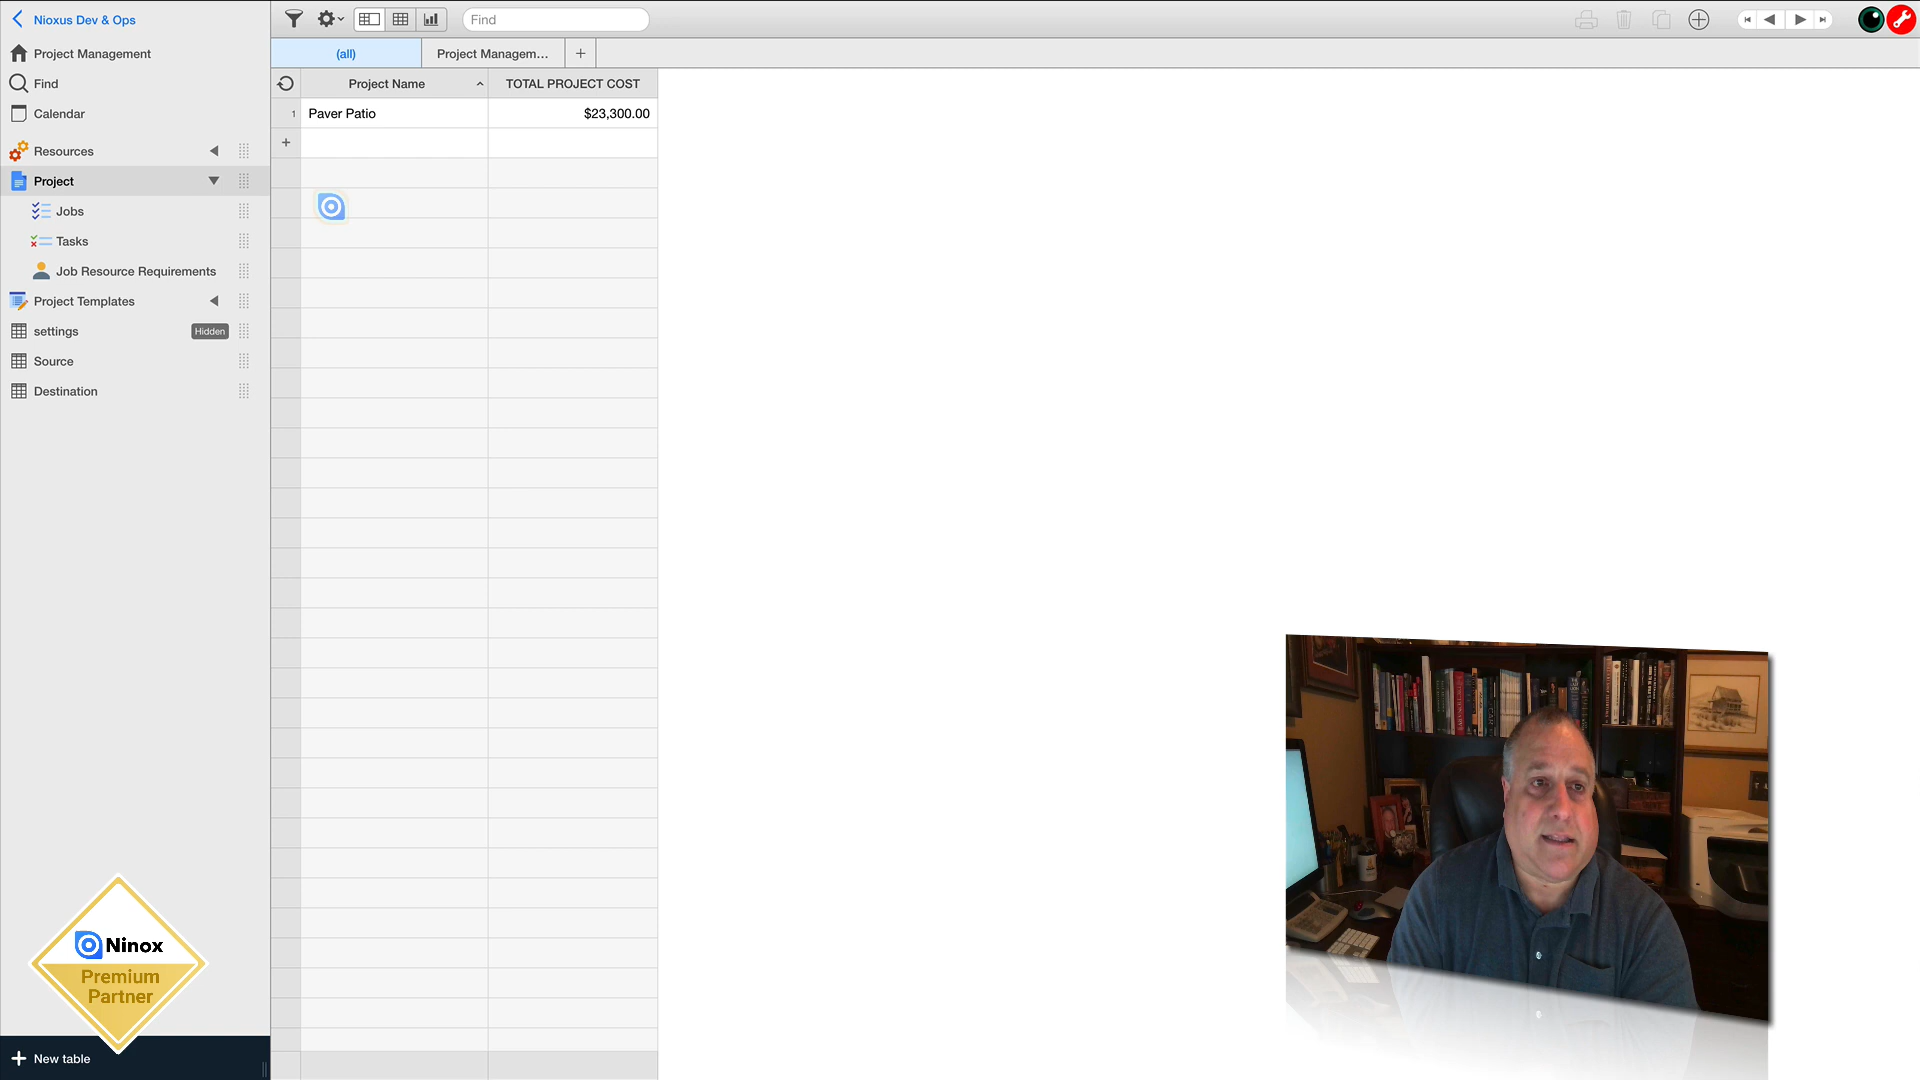 Nioxus Dev & Ops
Find
Project Management
(all)
Project Managem...
Find
Project Name
TOTAL PROJECT COST
1
Paver Patio
$23,300.00
Calendar
Resources
Project
Jobs
Tasks
Job Resource Requirements
Project Templates
settings
Hidden
Source
Destination
Ninox
Premium
Partner
New table